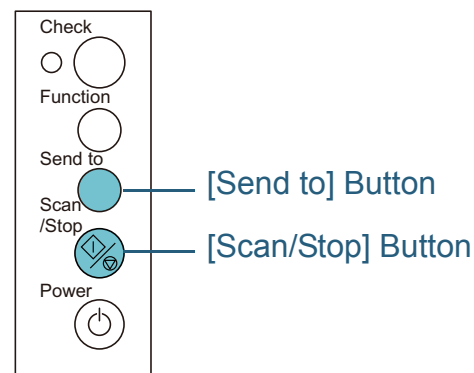 Check
Function
Send to
[Send to] Button
Scan
/Stop
[Scan/Stop] Button
Power